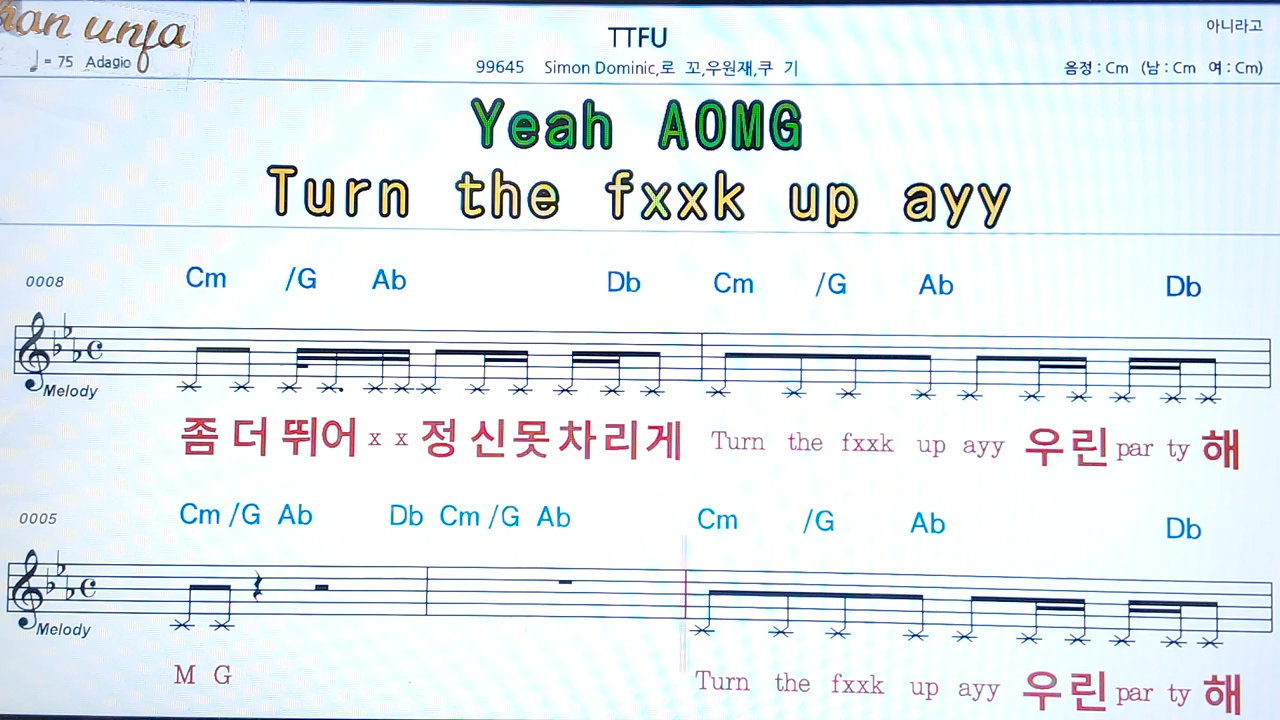 han unfa
♩= 75 Adagio
TTFU
아니라고
99645 Simon Dominic,로 꼬,우원재,쿠 기
음정 : Cm (남 : Cm 여 : Cm)
Yeah AOMG
Turn the fxxk up ayy
0008
Cm /G Ab Db Cm /G Ab Db
Melody
좀 더 뛰어 x x 정 신못차리게 Turn the fxxk up ayy 우린 par ty 해
0005
Cm /G Ab Db Cm /G Ab Cm /G Ab Db
Melody
M G Turn the fxxk up ayy 우린 par ty 해